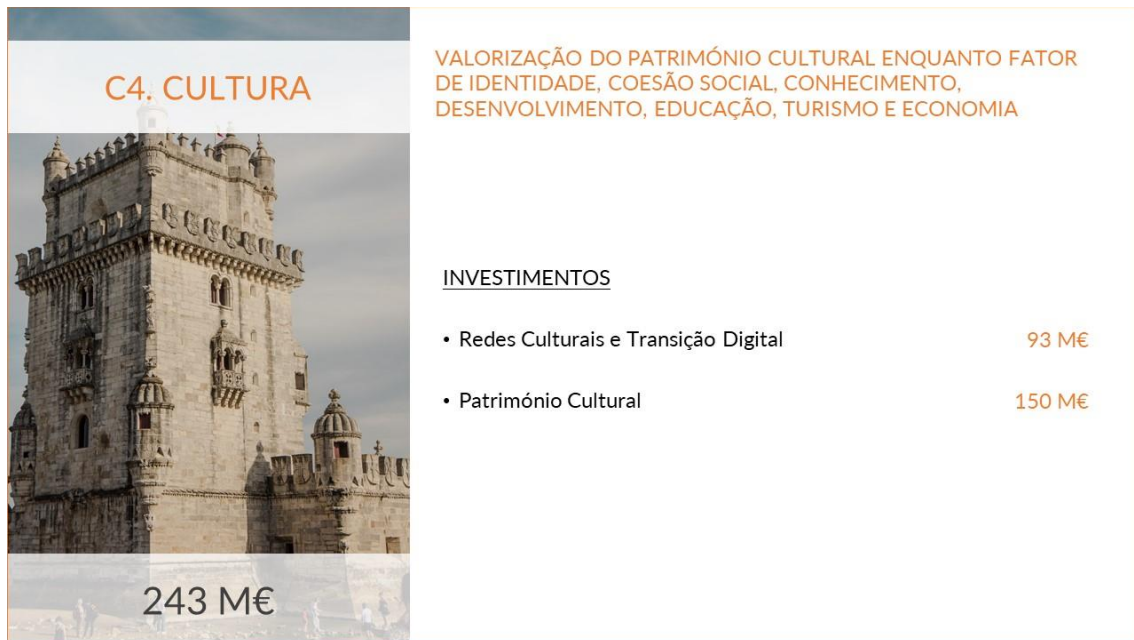 C4. CULTURA
243 M€
VALORIZAÇÃO DO PATRIMÓNIO CULTURAL ENQUANTO FATOR
DE IDENTIDADE, COESÃO SOCIAL, CONHECIMENTO,
DESENVOLVIMENTO, EDUCAÇÃO, TURISMO E ECONOMIA
INVESTIMENTOS
• Redes Culturais e Transição Digital 93 M€
• Património Cultural 150 M€